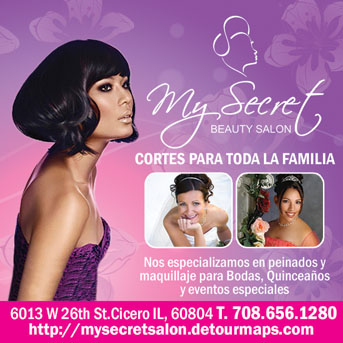 My Secret
BEAUTY SALON
CORTES PARA TODA LA FAMILIA
Nos especializamos en peinados y
maquillaje para Bodas, Quinceaños
y eventos especiales
6013 W 26th St.Cicero IL, 60804 T. 708.656.1280
http://mysecretsalon.detourmaps.com